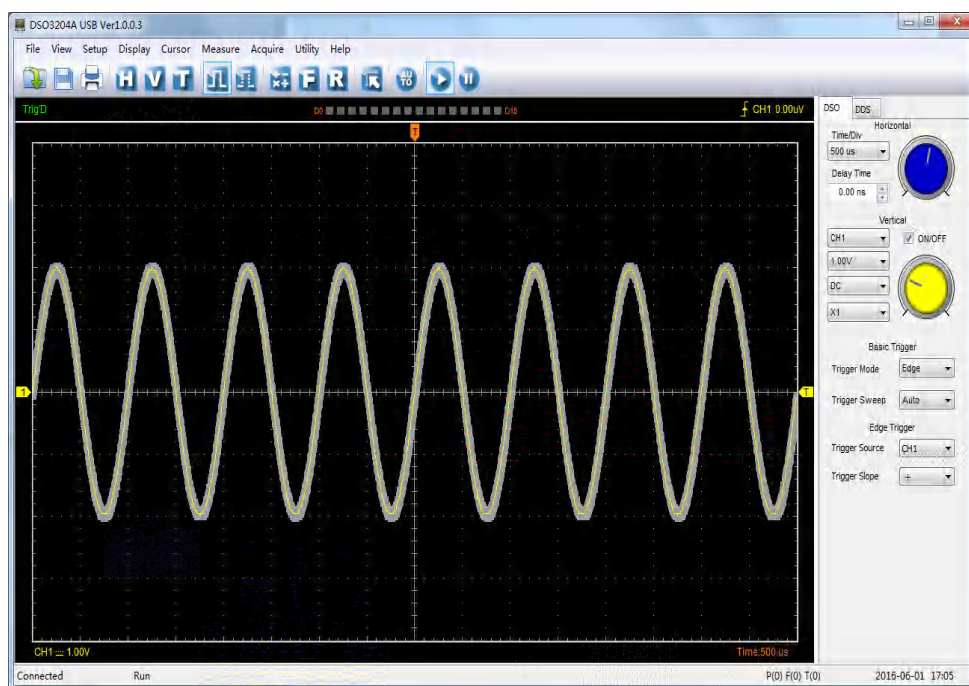 DSO3204A USB Ver1.0.0.3
File View Setup Display Cursor Measure Acquire Utility Help
H V T F R AU TO
Trig'D D0 D15 CH1 0.00uV
T
1
T
CH1 1.00V Time:500 us
DSO DDS
Horizontal
Time/Div
500 us
Delay Time
0.00 ns
Vertical
CH1 ON/OFF
1.00V
DC
X1
Basic Trigger
Trigger Mode Edge
Trigger Sweep Auto
Edge Trigger
Trigger Source CH1
Trigger Slope +
Connected Run P(0) F(0) T(0) 2016-06-01 17:05